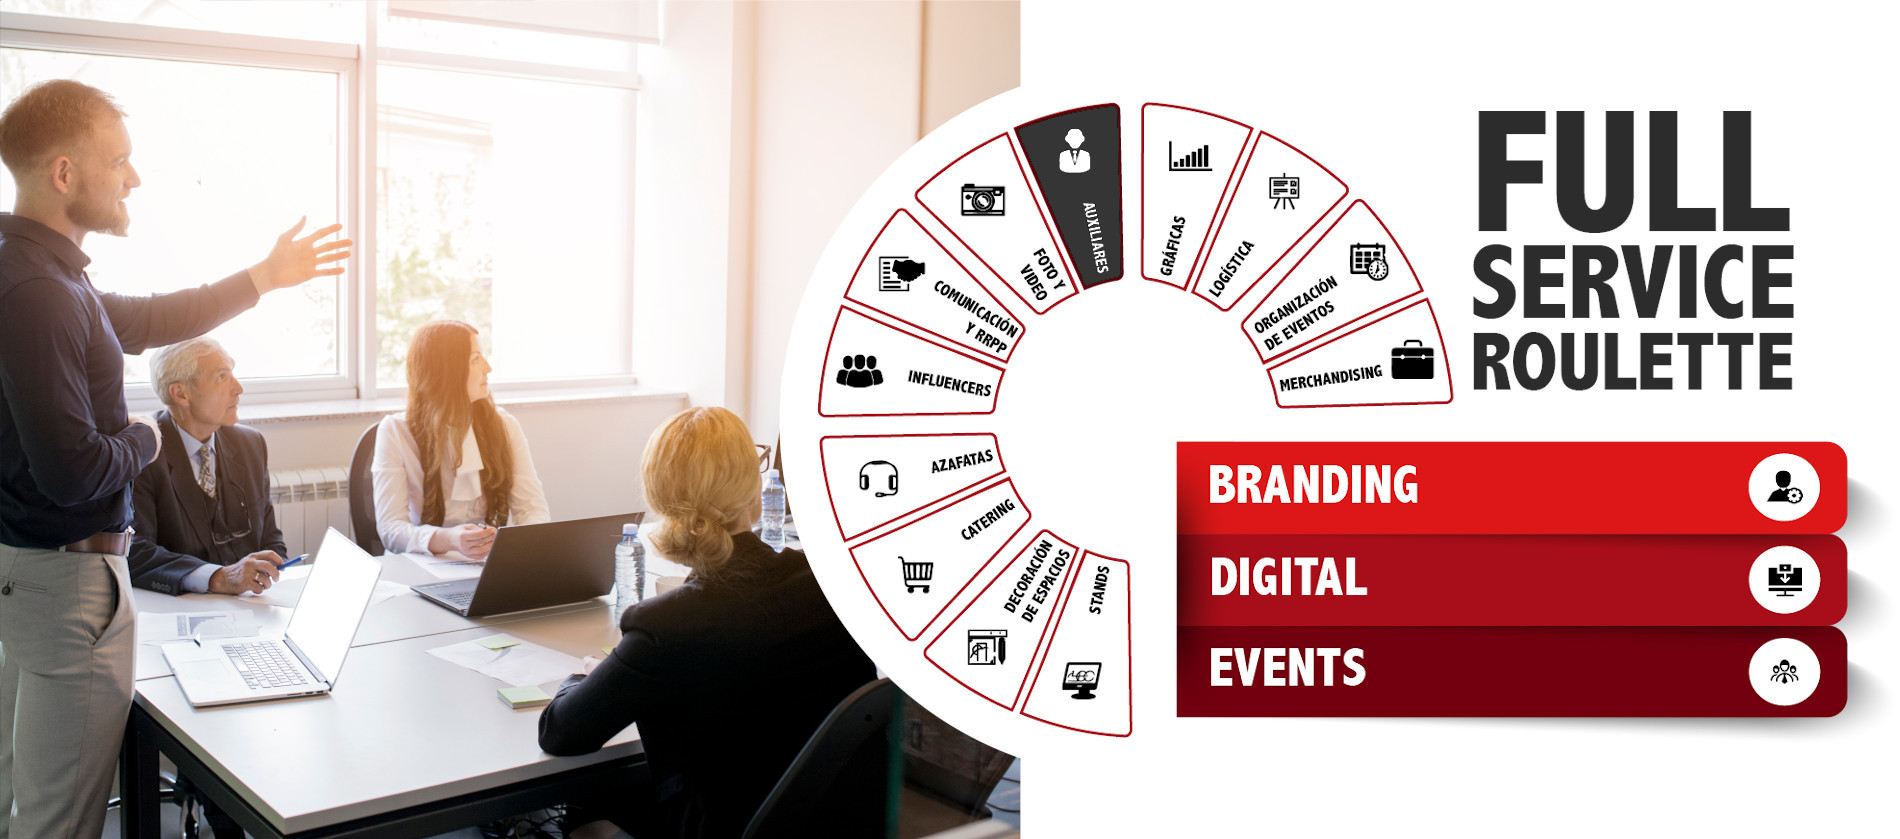 FULL
SERVICE
ROULETTE
STANDS
DECORACIÓN
DE ESPACIOS
CATERING
AZAFATAS
INFLUENCERS
COMUNICACIÓN
Y RRPP
FOTO Y
VIDEO
AUXILIARES
GRÁFICAS
LOGÍSTICA
ORGANIZACIÓN
DE EVENTOS
MERCHANDISING
BRANDING
DIGITAL
EVENTS